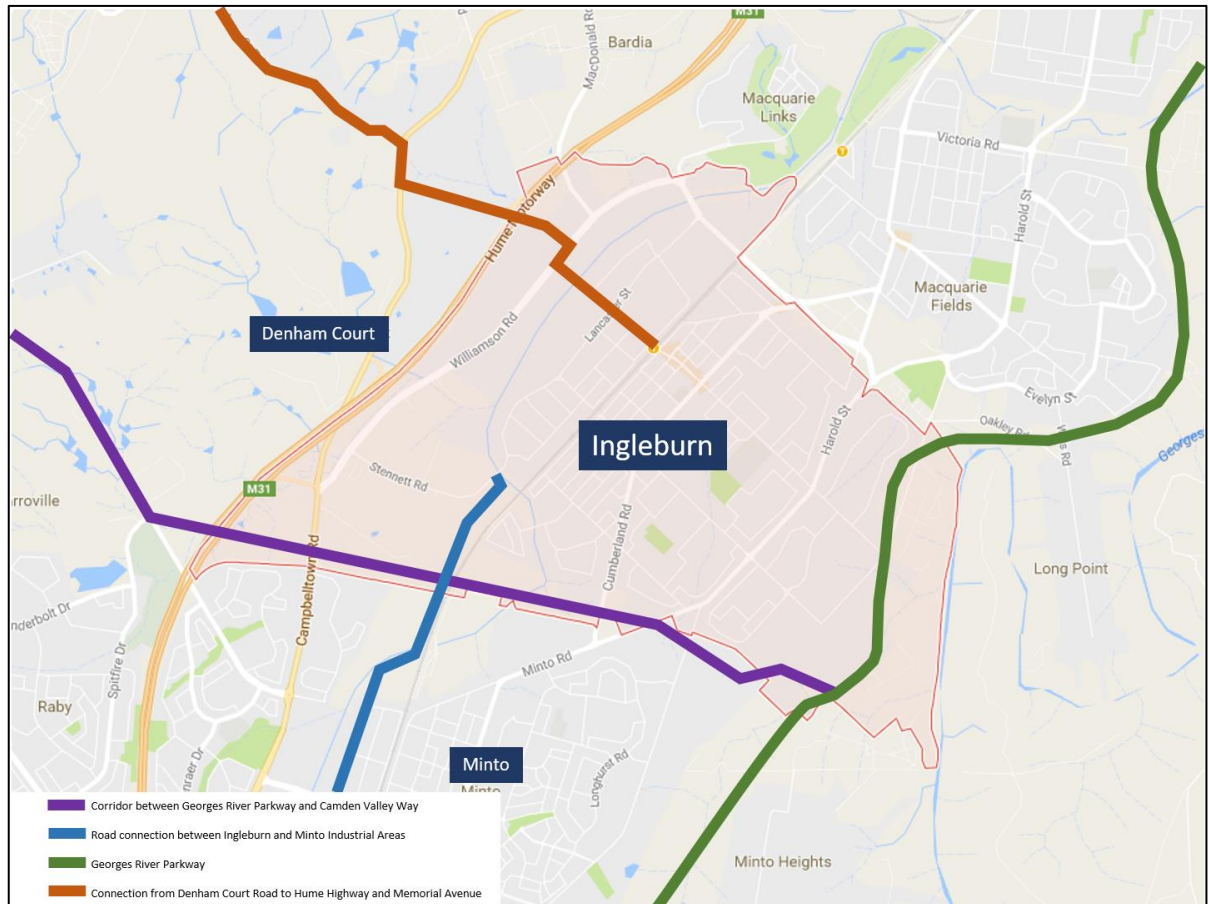 M31
Bardia
MacDonald Rd
Macquarie
Links
Victoria Rd
Harold St
Hume Motorway
Macquarie
Fields
Denham Court
Williamson Rd
Lancaster St
Ingleburn
Evelyn St
Oakley Rd
Georges
Harold St
Stennett Rd
M31
Cumberland Rd
Campbelltown Rd
Long Point
Spitfire Dr
Minto Rd
Raby
Minto
Minto
Longhurst Rd
Minto Heights
Corridor between Georges River Parkway and Camden Valley Way
Road connection between Ingleburn and Minto Industrial Areas
Georges River Parkway
Connection from Denham Court Road to Hume Highway and Memorial Avenue